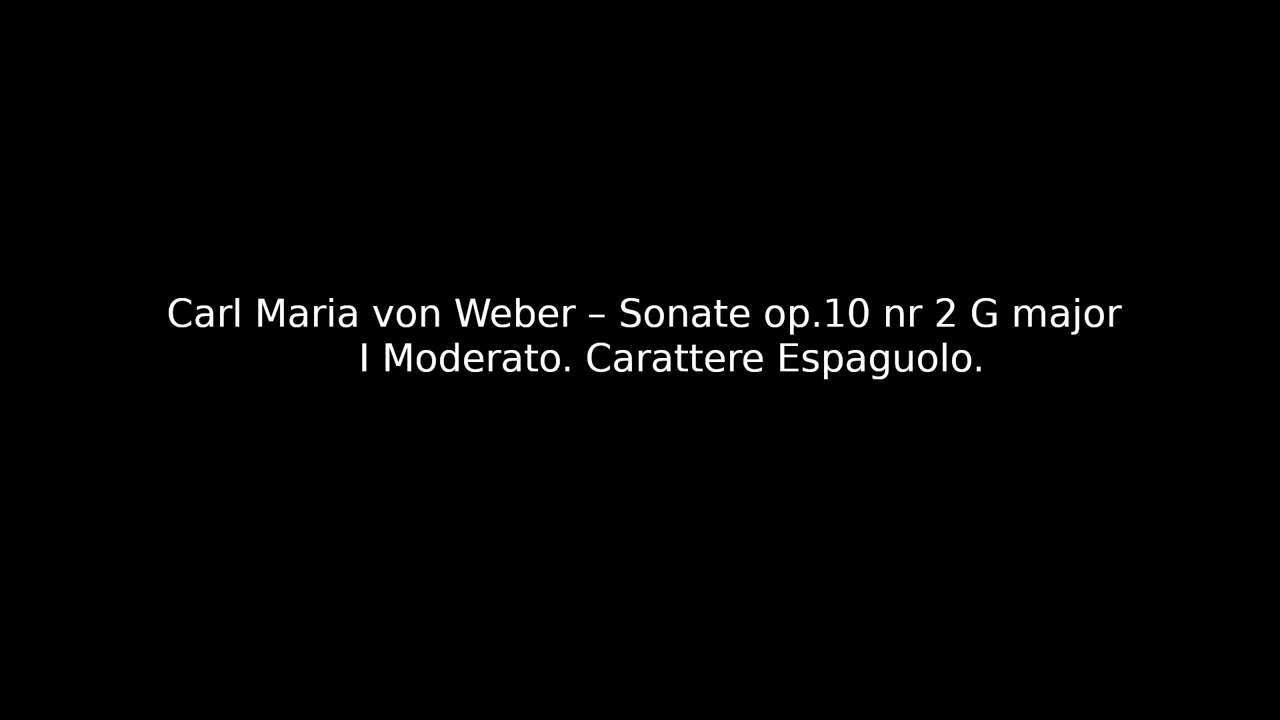 Carl Maria von Weber – Sonate op.10 nr 2 G major
I Moderato. Carattere Espaguolo.